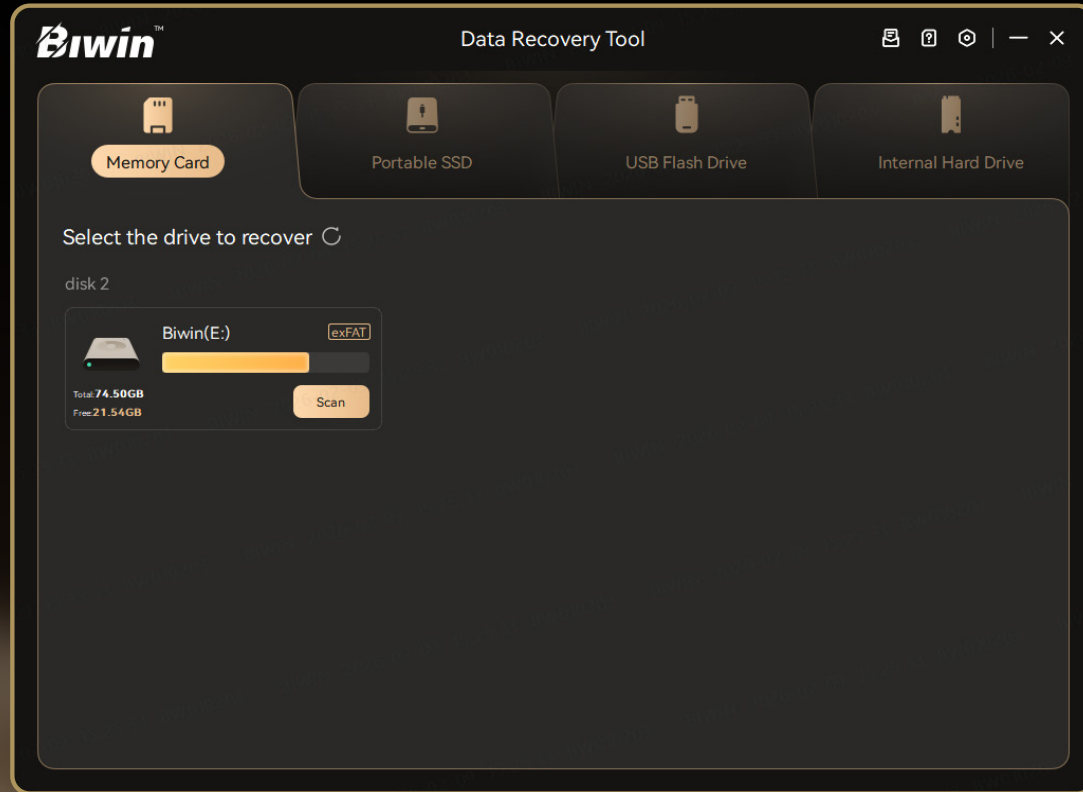 Biwin™
Data Recovery Tool
Memory Card
Portable SSD
USB Flash Drive
Internal Hard Drive
Select the drive to recover
disk 2
Biwin(E:)
exFAT
Total:74.50GB
Free:21.54GB
Scan